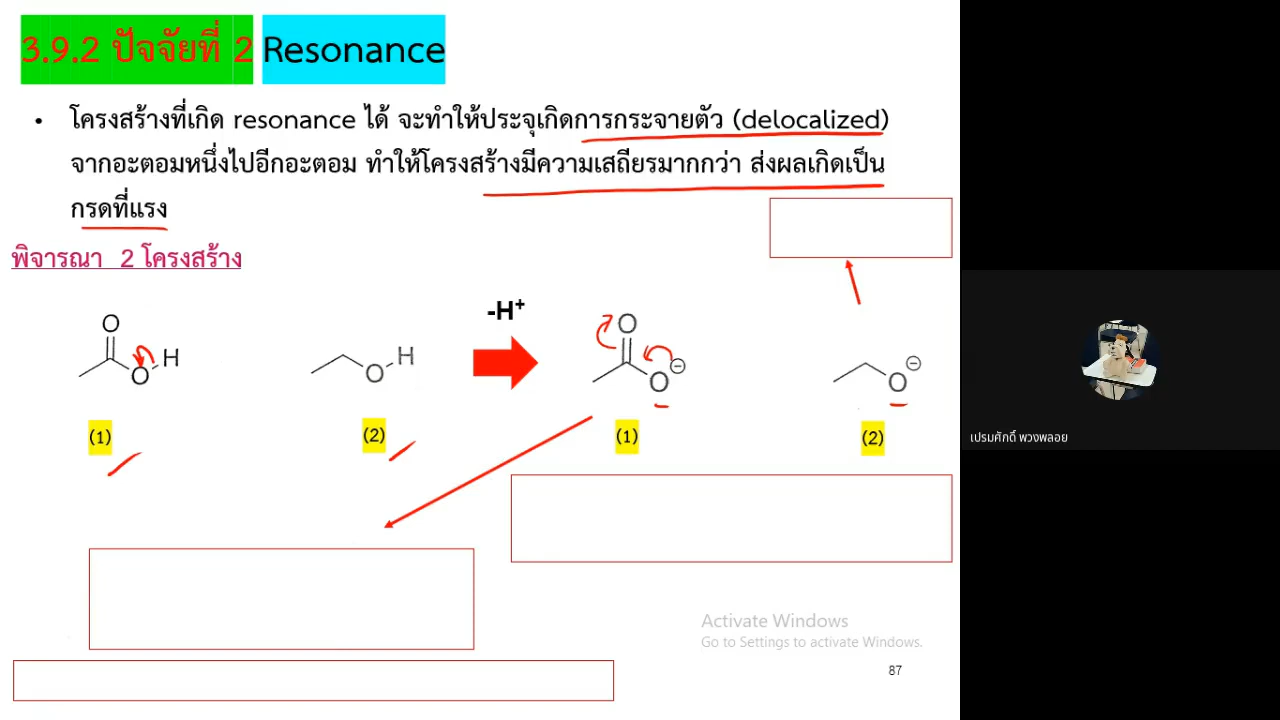 3.9.2 ปัจจัยที่ 2 Resonance
• โครงสร้างที่เกิด resonance ได้ จะทำให้ประจุเกิดการกระจายตัว (delocalized)
จากอะตอมหนึ่งไปอีกอะตอม ทำให้โครงสร้างมีความเสถียรมากกว่า ส่งผลเกิดเป็น
กรดที่แรง
พิจารณา 2 โครงสร้าง
-H⁺
O
O
H
O
H
O
O
⊖
O
⊖
(1)
(2)
(1)
(2)
เปรมศักดิ์ พวงพลอย
Activate Windows
Go to Settings to activate Windows.
87